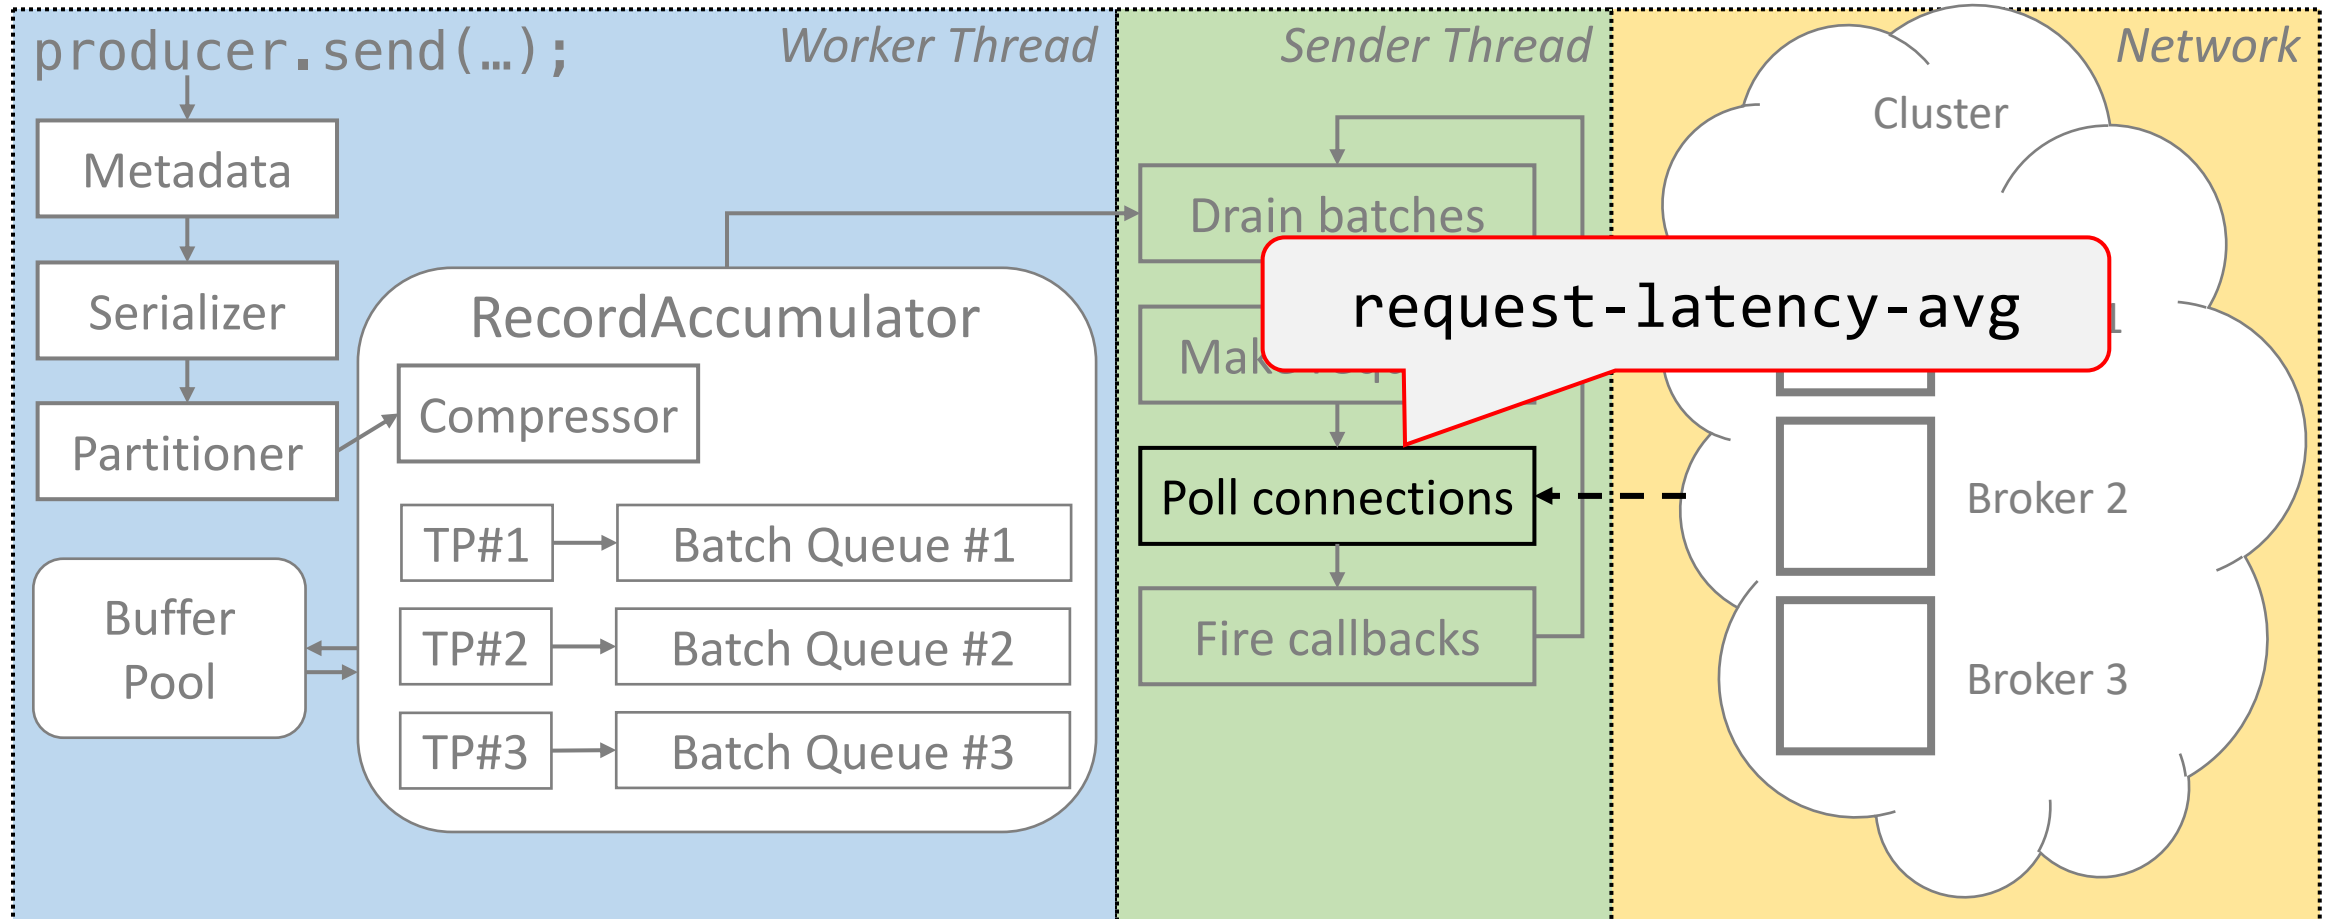 producer.send(…);
Worker Thread
Metadata
Serializer
Partitioner
Buffer
Pool
RecordAccumulator
Compressor
TP#1
Batch Queue #1
TP#2
Batch Queue #2
TP#3
Batch Queue #3
Sender Thread
Drain batches
request-latency-avg
Poll connections
Fire callbacks
Network
Cluster
Broker 2
Broker 3